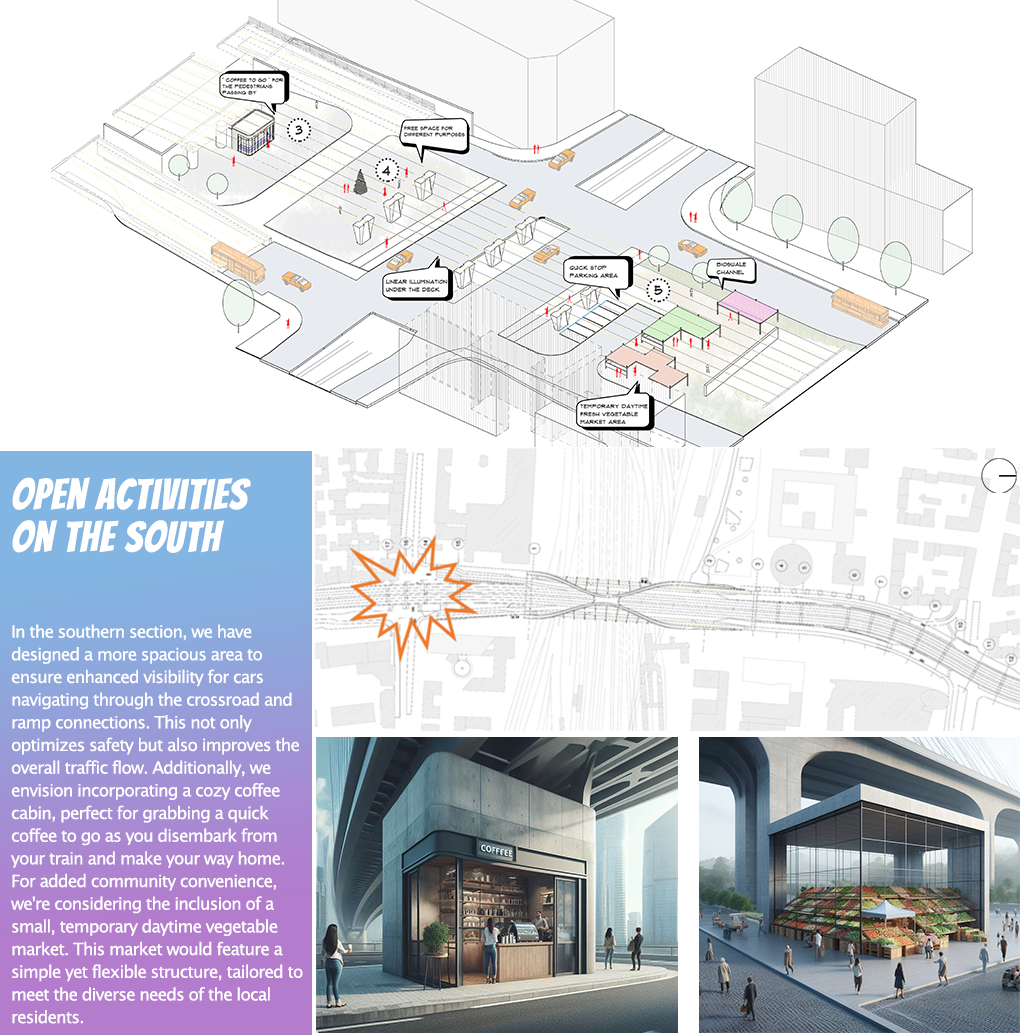 " COFFEE TO GO " FOR
THE PEDESTRIANS
PASSING BY
3
FREE SPACE FOR
DIFFERENT PURPOSES
4
LINEAR ILLUMINATION
UNDER THE DECK
QUICK STOP
PARKING AREA
5
BIOSUALE
CHANNEL
TEMPORARY DAYTIME
FRESH VEGETABLE
MARKET AREA
OPEN ACTIVITIES
ON THE SOUTH
In the southern section, we have
designed a more spacious area to
ensure enhanced visibility for cars
navigating through the crossroad and
ramp connections. This not only
optimizes safety but also improves the
overall traffic flow. Additionally, we
envision incorporating a cozy coffee
cabin, perfect for grabbing a quick
coffee to go as you disembark from
your train and make your way home.
For added community convenience,
we're considering the inclusion of a
small, temporary daytime vegetable
market. This market would feature a
simple yet flexible structure, tailored to
meet the diverse needs of the local
residents.
COFFEEE